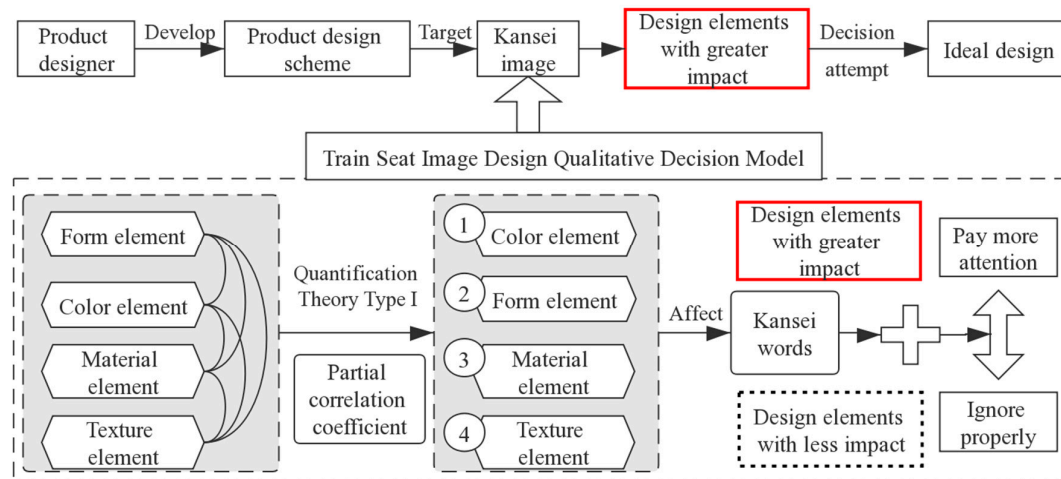 Product
designer
Develop
Product design
scheme
Target
Kansei
image
Design elements
with greater
impact
Decision
attempt
Ideal design
Train Seat Image Design Qualitative Decision Model
Form element
Color element
Material
element
Texture
element
Quantification
Theory Type I
Partial
correlation
coefficient
1
Color element
2
Form element
3
Material
element
4
Texture
element
Affect
Design elements
with greater
impact
Kansei
words
Design elements
with less impact
Pay more
attention
Ignore
properly